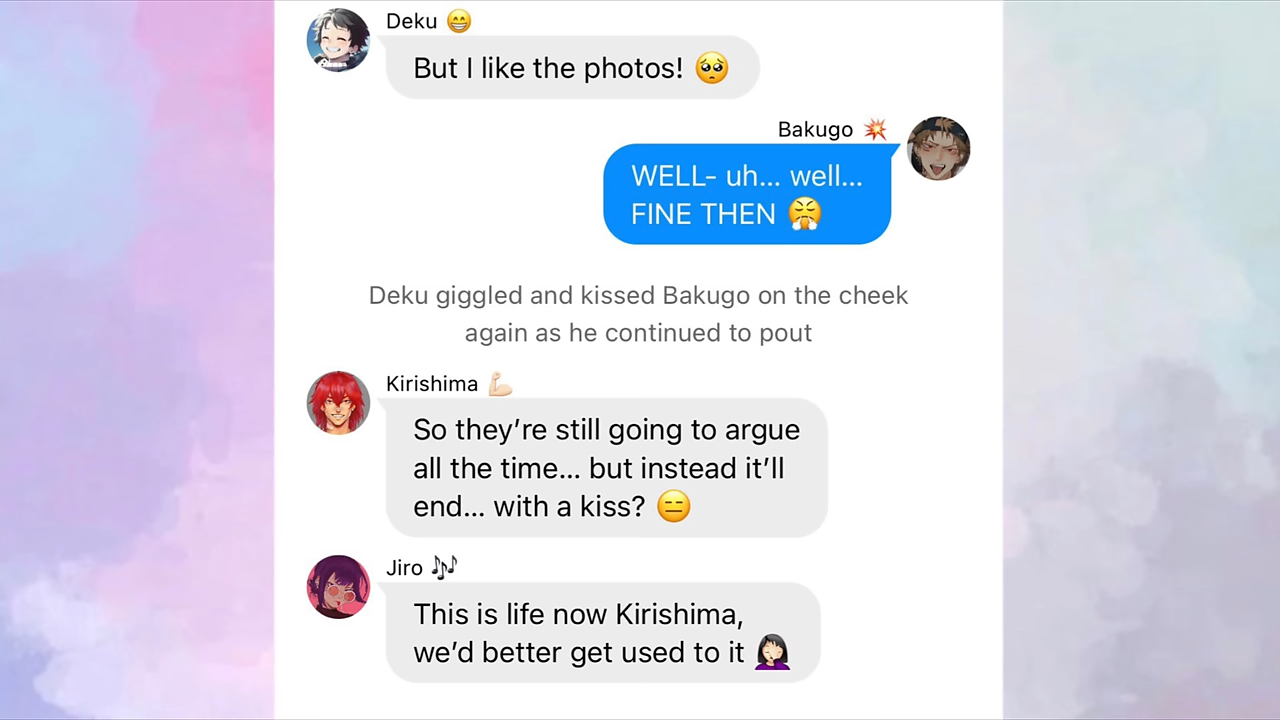 Deku 😁
But I like the photos! 🥺
Bakugo 💥
WELL- uh... well...
FINE THEN 😤
Deku giggled and kissed Bakugo on the cheek
again as he continued to pout
Kirishima 💪🏻
So they’re still going to argue
all the time... but instead it’ll
end... with a kiss? 😑
Jiro 🎶
This is life now Kirishima,
we’d better get used to it 🤦🏻‍♀️